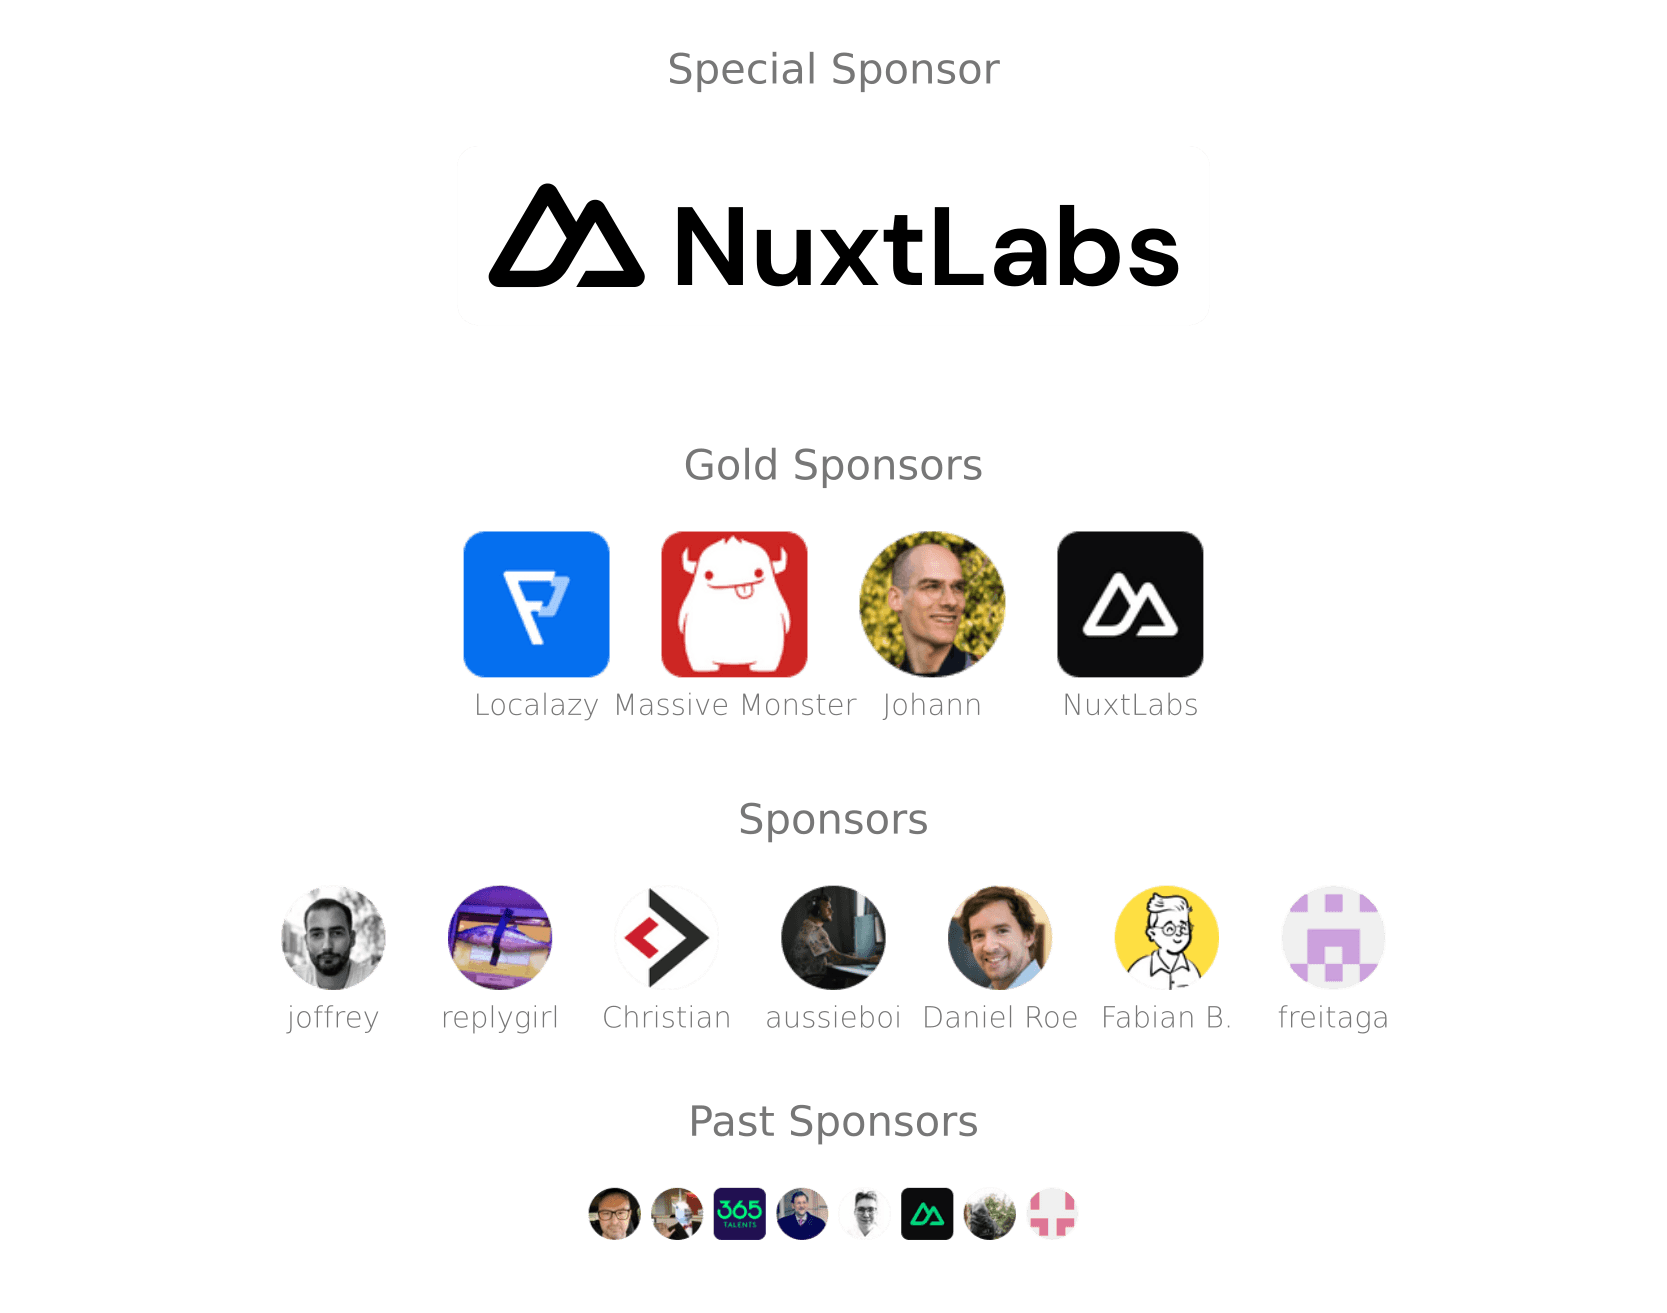 Special Sponsor
NuxtLabs
Gold Sponsors
Localazy Massive Monster Johann NuxtLabs
Sponsors
joffrey replygirl Christian aussieboi Daniel Roe Fabian B. freitaga
Past Sponsors
365
TALENTS